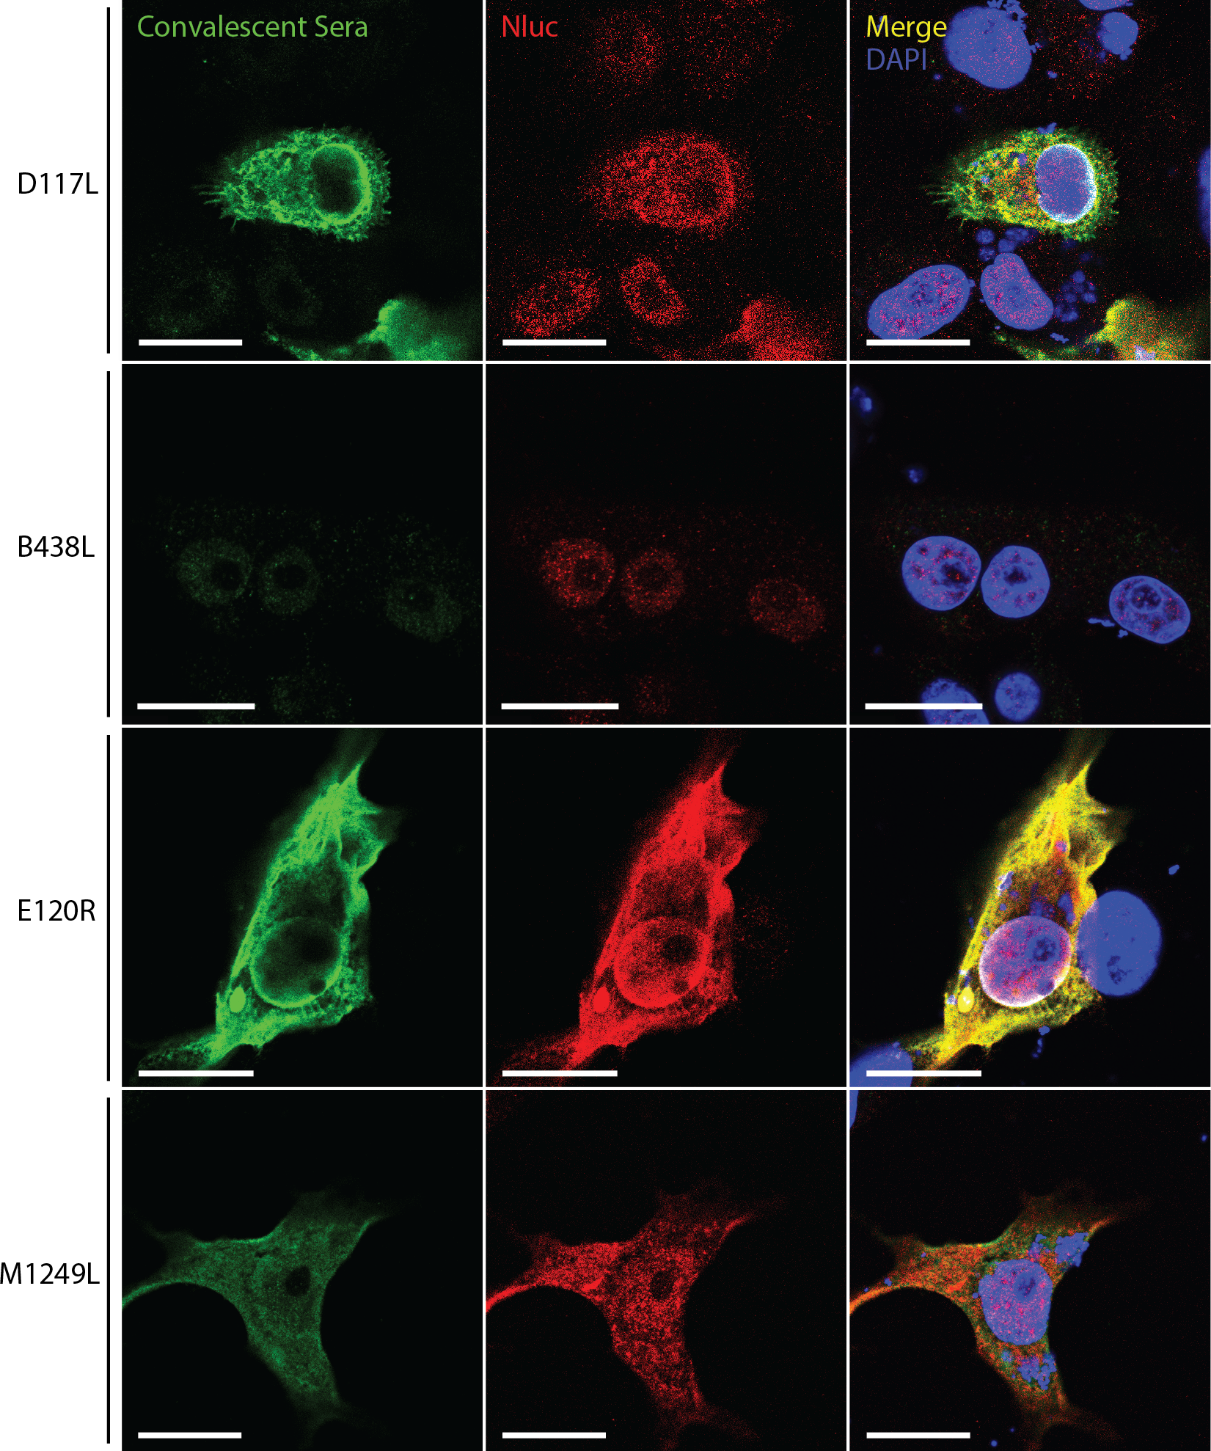 Convalescent Sera
Nluc
Merge
DAPI
D117L
B438L
E120R
M1249L